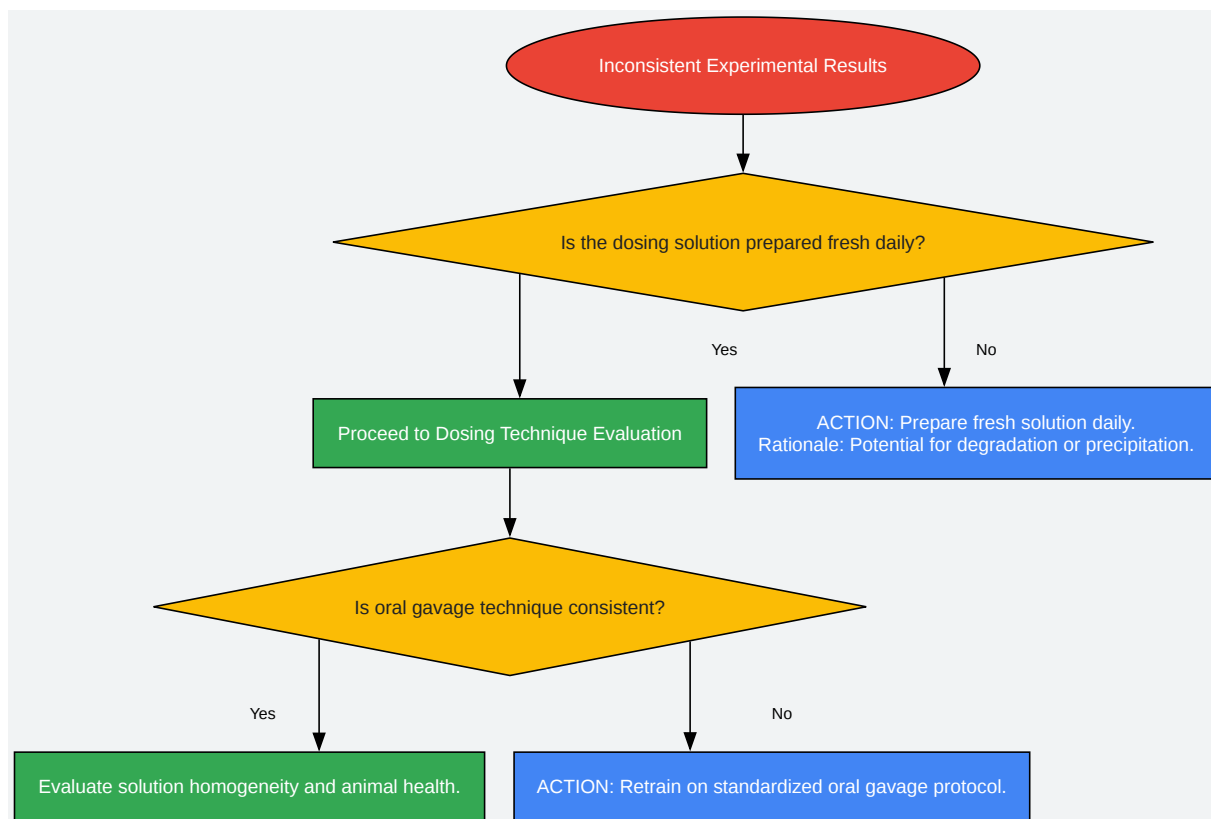 Inconsistent Experimental Results
Is the dosing solution prepared fresh daily?
Yes
No
Proceed to Dosing Technique Evaluation
ACTION: Prepare fresh solution daily.
Rationale: Potential for degradation or precipitation.
Is oral gavage technique consistent?
Yes
No
Evaluate solution homogeneity and animal health.
ACTION: Retrain on standardized oral gavage protocol.